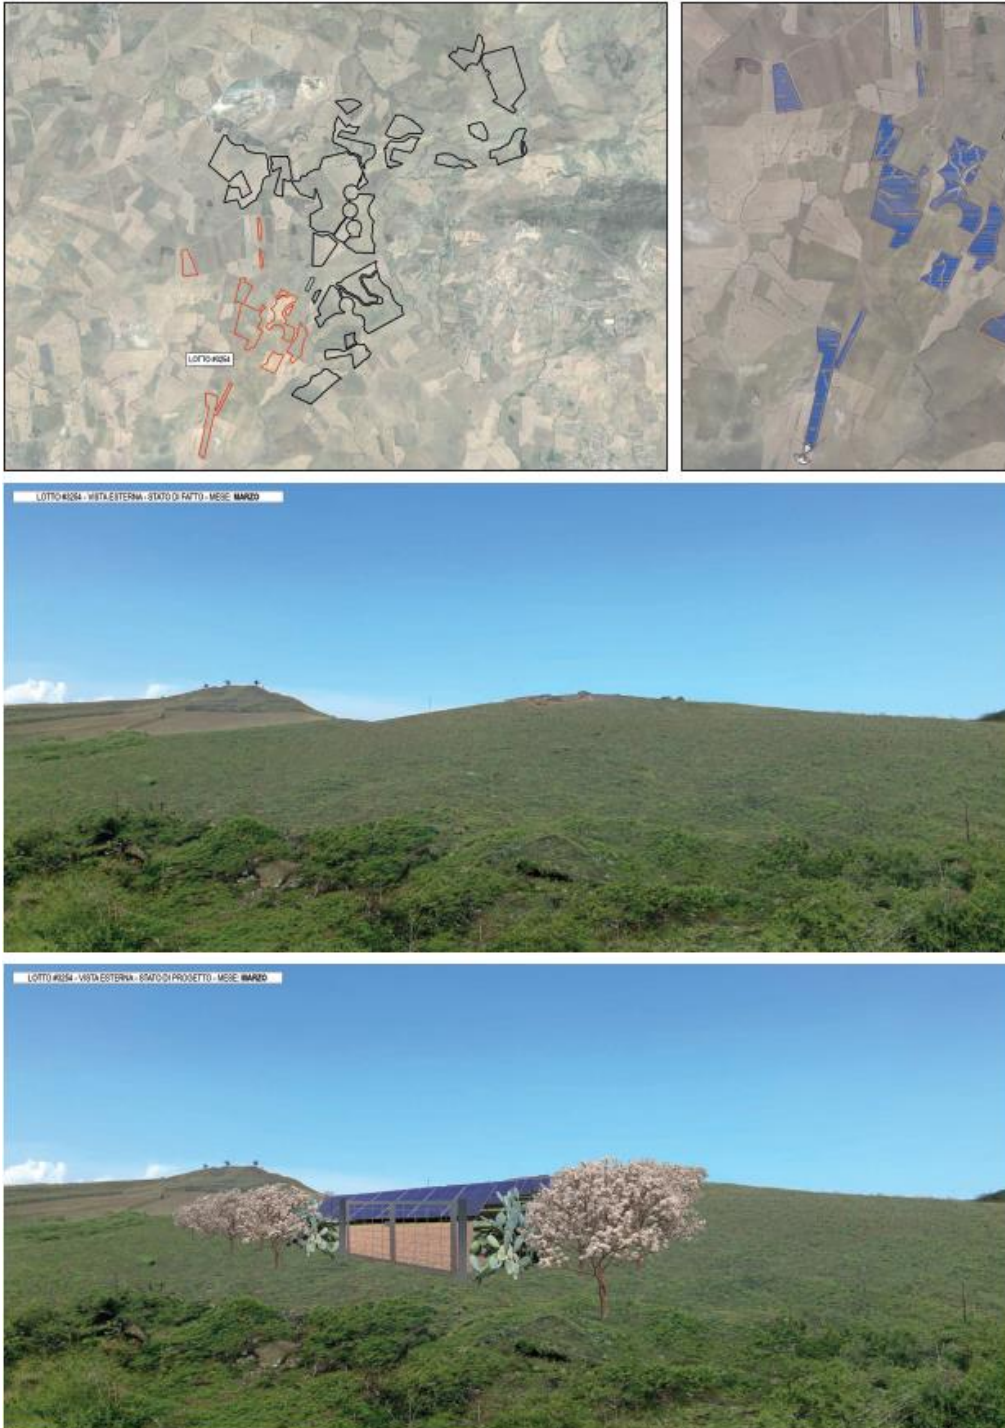 LOTTO #3254
LOTTO #3254 - VISTA ESTERNA - STATO DI FATTO - MESE: MARZO
LOTTO #3254 - VISTA ESTERNA - STATO DI PROGETTO - MESE: MARZO